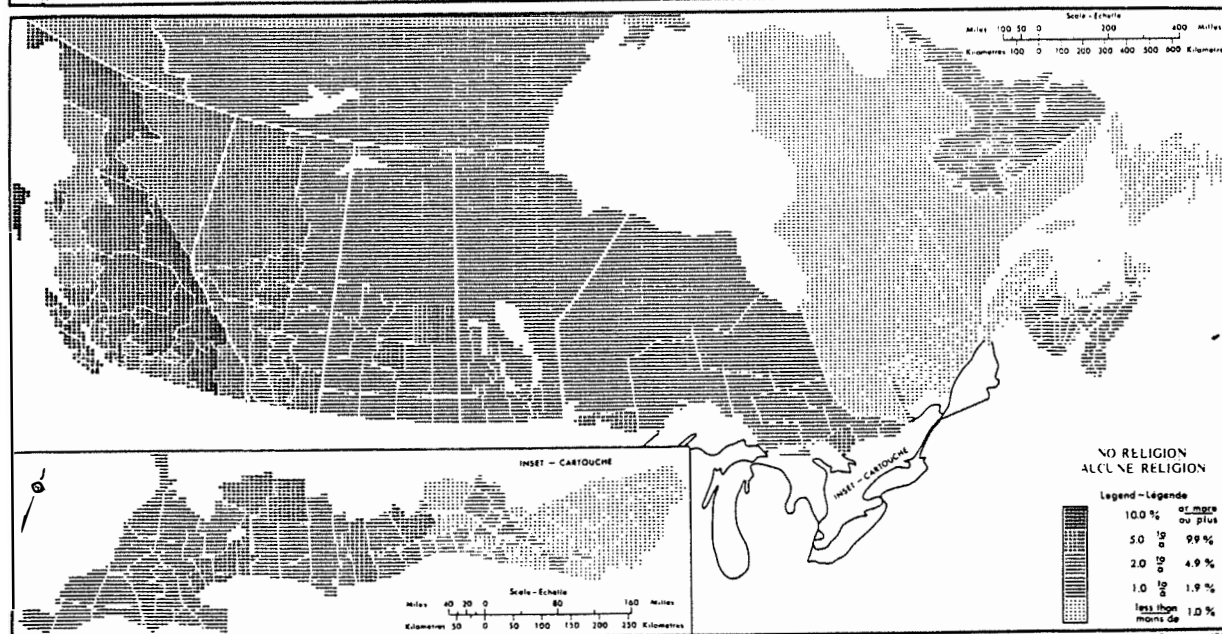 Scale - Echelle
Miles 100 50 0 200 400 Milles
Kilometres 100 0 100 200 300 400 500 600 Kilometres
INSET – CARTOUCHE
INSET – CARTOUCHE
NO RELIGION
AUCUNE RELIGION
Legend – Légende
10.0 % or more ou plus
5.0 to à 9.9 %
2.0 to à 4.9 %
1.0 to à 1.9 %
less than moins de 1.0 %
Scale - Echelle
Miles 40 20 0 80 160 Milles
Kilometres 50 0 50 100 150 200 250 Kilometres